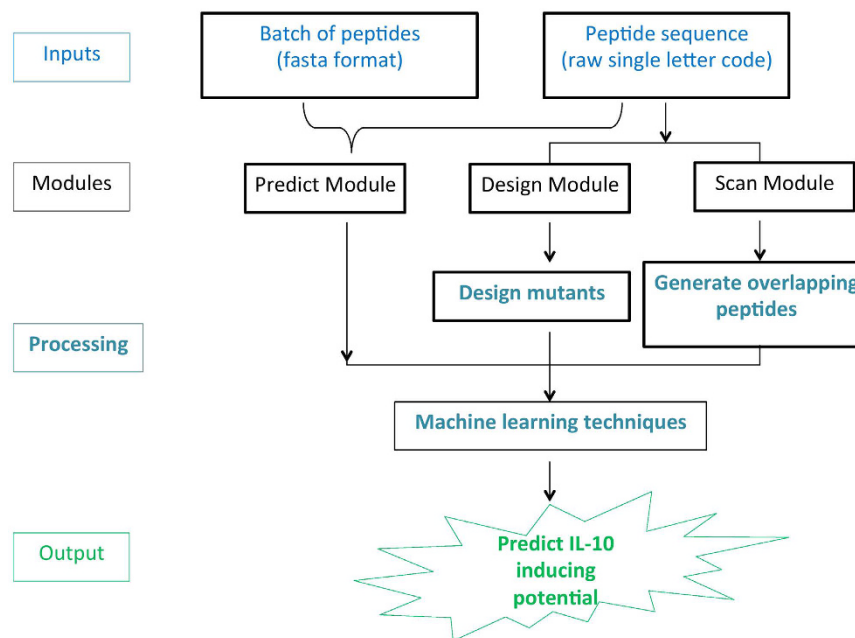 Inputs
Batch of peptides
(fasta format)
Peptide sequence
(raw single letter code)
Modules
Predict Module
Design Module
Scan Module
Processing
Design mutants
Generate overlapping
peptides
Machine learning techniques
Output
Predict IL-10
inducing
potential